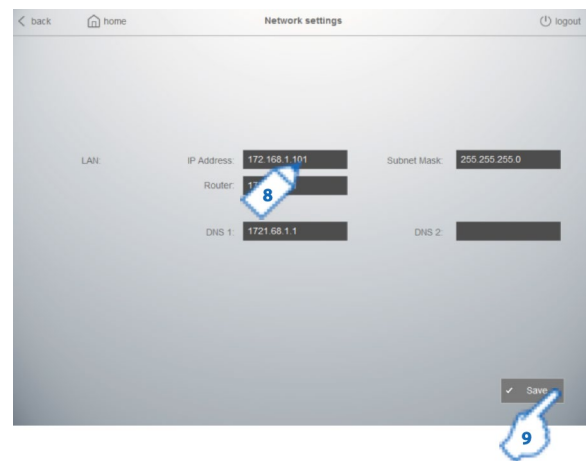 back home Network settings logout
LAN: IP Address: 172.168.1.101 Subnet Mask: 255.255.255.0
Router:
8
DNS 1: 1721.68.1.1 DNS 2:
Save
9